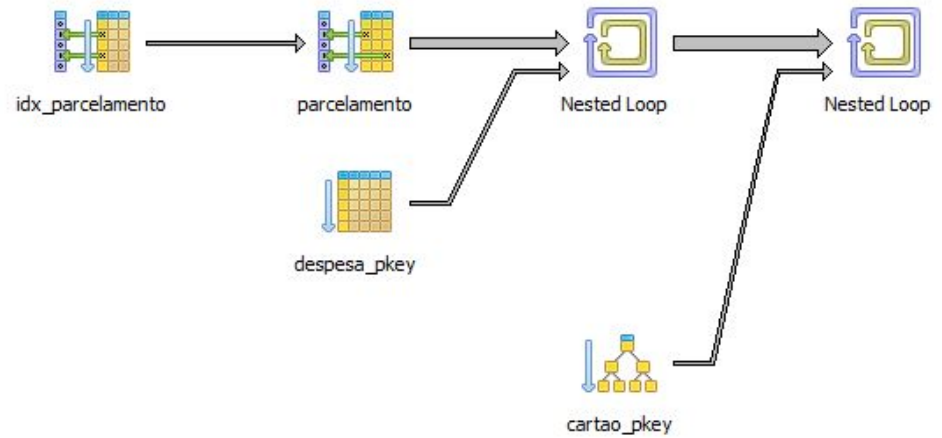 idx_parcelamento
parcelamento
Nested Loop
Nested Loop
despesa_pkey
cartao_pkey